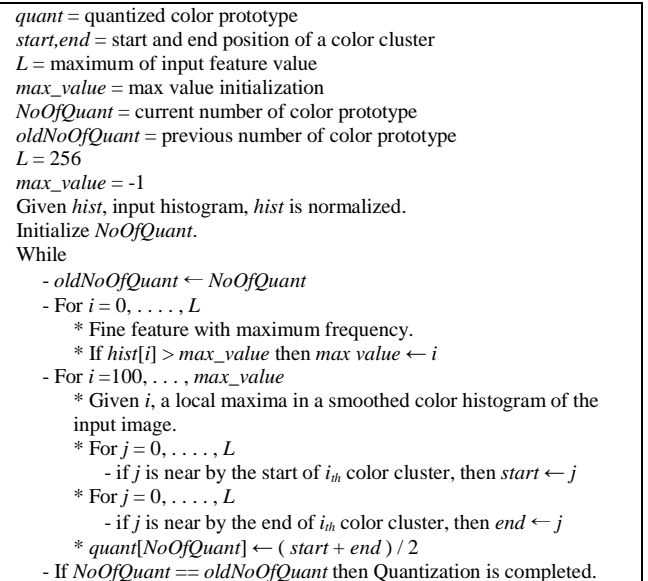 quant = quantized color prototype
start,end = start and end position of a color cluster
L = maximum of input feature value
max_value = max value initialization
NoOfQuant = current number of color prototype
oldNoOfQuant = previous number of color prototype
L = 256
max_value = -1
Given hist, input histogram, hist is normalized.
Initialize NoOfQuant.
While
- oldNoOfQuant ← NoOfQuant
- For i = 0, . . . . , L
* Fine feature with maximum frequency.
* If hist[i] > max_value then max value ← i
- For i =100, . . . , max_value
* Given i, a local maxima in a smoothed color histogram of the
input image.
* For j = 0, . . . . , L
- if j is near by the start of ith color cluster, then start ← j
* For j = 0, . . . . , L
- if j is near by the end of ith color cluster, then end ← j
* quant[NoOfQuant] ← ( start + end ) / 2
- If NoOfQuant == oldNoOfQuant then Quantization is completed.